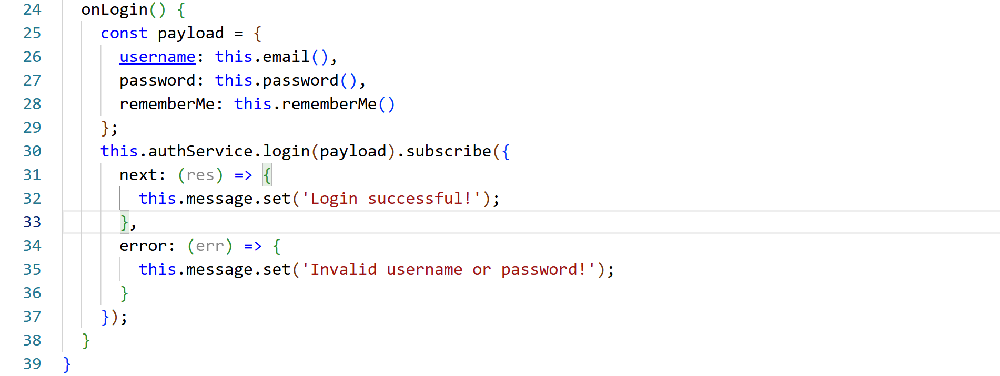 24 onLogin() {
25 const payload = {
26 username: this.email(),
27 password: this.password(),
28 rememberMe: this.rememberMe()
29 };
30 this.authService.login(payload).subscribe({
31 next: (res) => {
32 this.message.set('Login successful!');
33 },
34 error: (err) => {
35 this.message.set('Invalid username or password!');
36 }
37 });
38 }
39 }